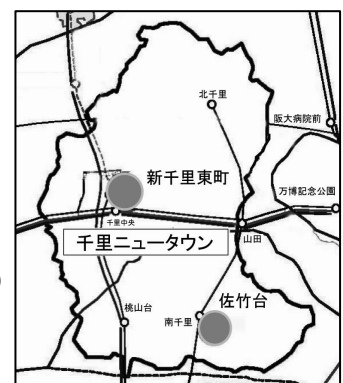 北千里
阪大病院前
新千里東町
万博記念公園
千里中央
千里ニュータウン
山田
佐竹台
桃山台
南千里